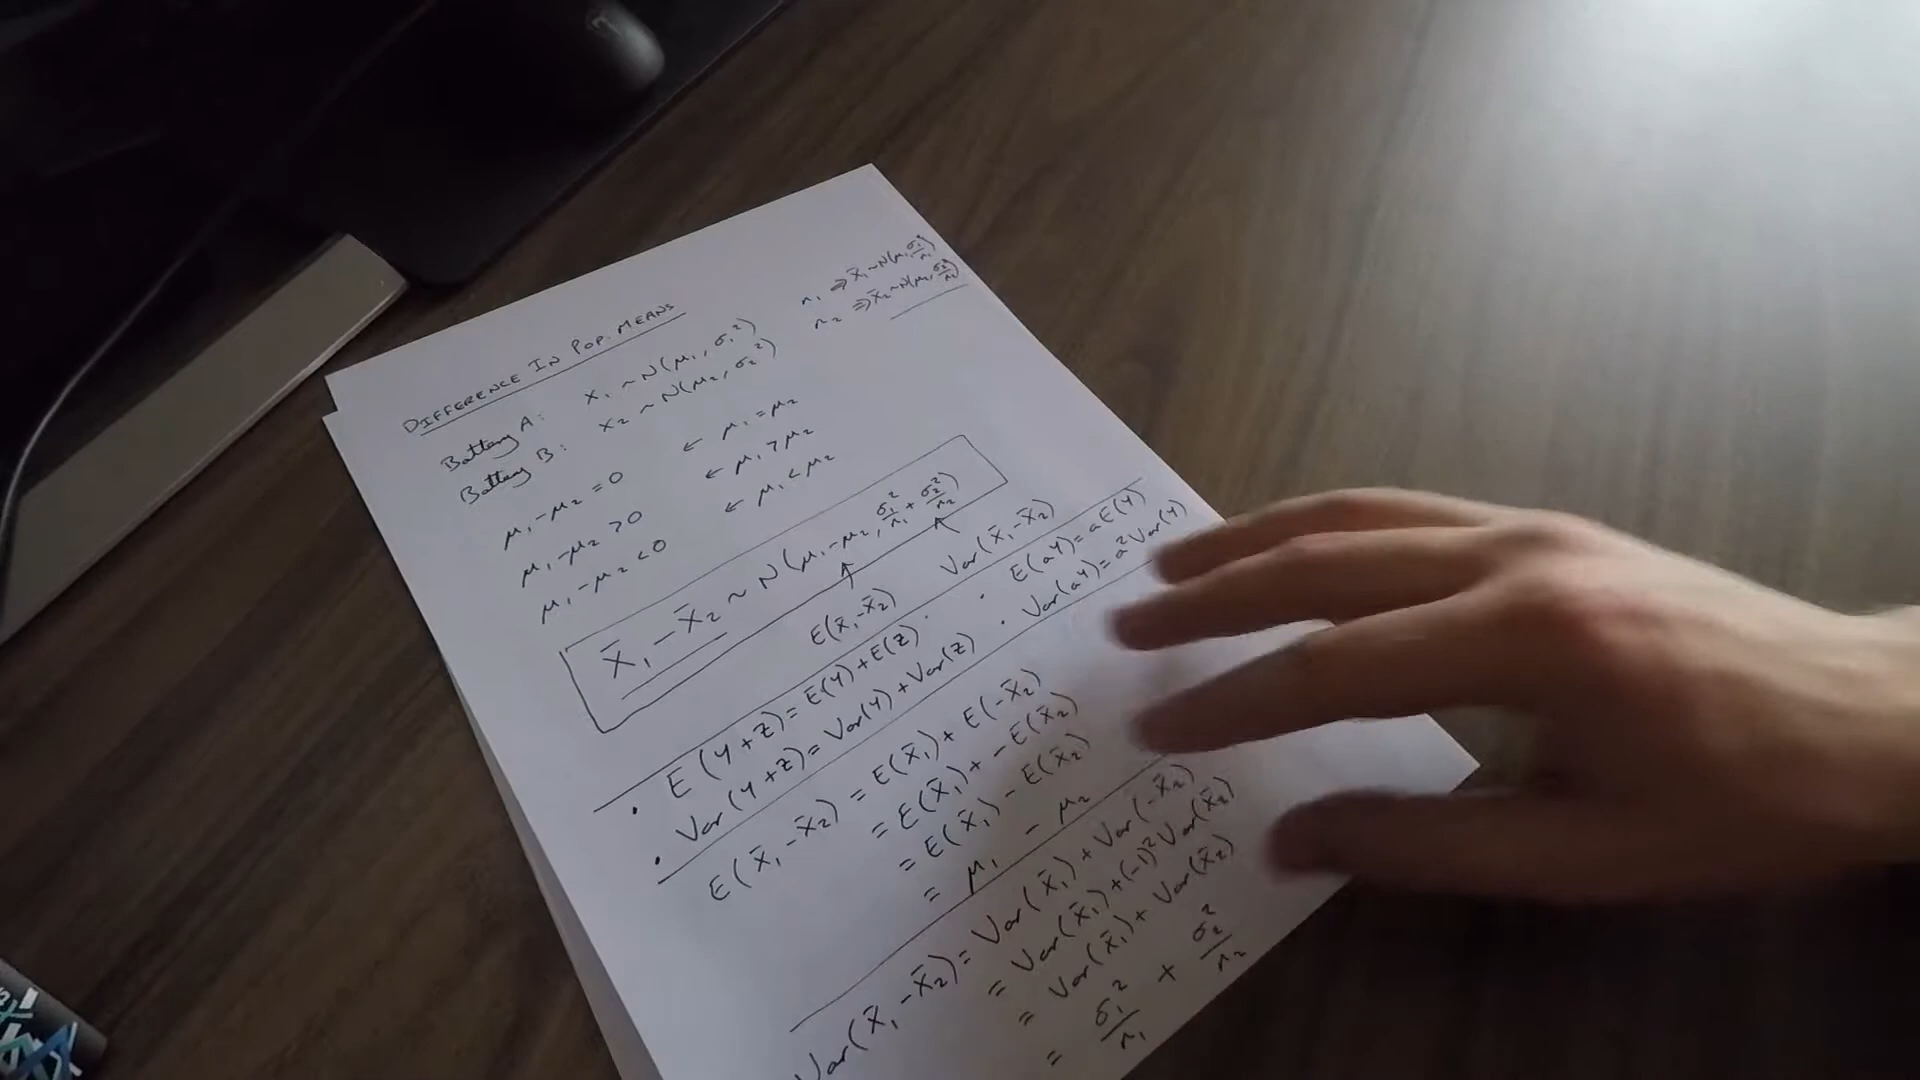 DIFFERENCE IN POP. MEANS
n₁ ⇒ X̄₁ ~ N(μ₁, σ₁²/n₁)
n₂ ⇒ X̄₂ ~ N(μ₂, σ₂²/n₂)
Battery A: X₁ ~ N(μ₁, σ₁²)
Battery B: X₂ ~ N(μ₂, σ₂²)
μ₁-μ₂ = 0 ← μ₁ = μ₂
μ₁-μ₂ > 0 ← μ₁ > μ₂
μ₁-μ₂ < 0 ← μ₁ < μ₂
X̄₁ - X̄₂ ~ N(μ₁-μ₂, σ₁²/n₁ + σ₂²/n₂)
E(X̄₁-X̄₂) Var(X̄₁-X̄₂)
• E(Y+Z) = E(Y)+E(Z) • E(aY) = aE(Y)
• Var(Y+Z) = Var(Y)+Var(Z) • Var(aY) = a²Var(Y)
E(X̄₁-X̄₂) = E(X̄₁) + E(-X̄₂)
= E(X̄₁) + - E(X̄₂)
= E(X̄₁) - E(X̄₂)
= μ₁ - μ₂
Var(X̄₁-X̄₂) = Var(X̄₁) + Var(-X̄₂)
= Var(X̄₁) + (-1)²Var(X̄₂)
= Var(X̄₁) + Var(X̄₂)
= σ₁²/n₁ + σ₂²/n₂